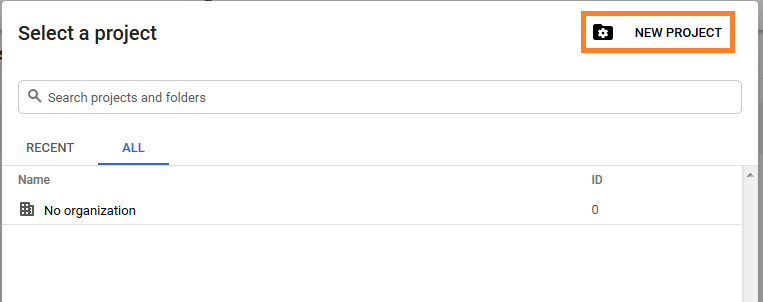 Select a project
NEW PROJECT
Search projects and folders
RECENT
ALL
Name
ID
No organization
0